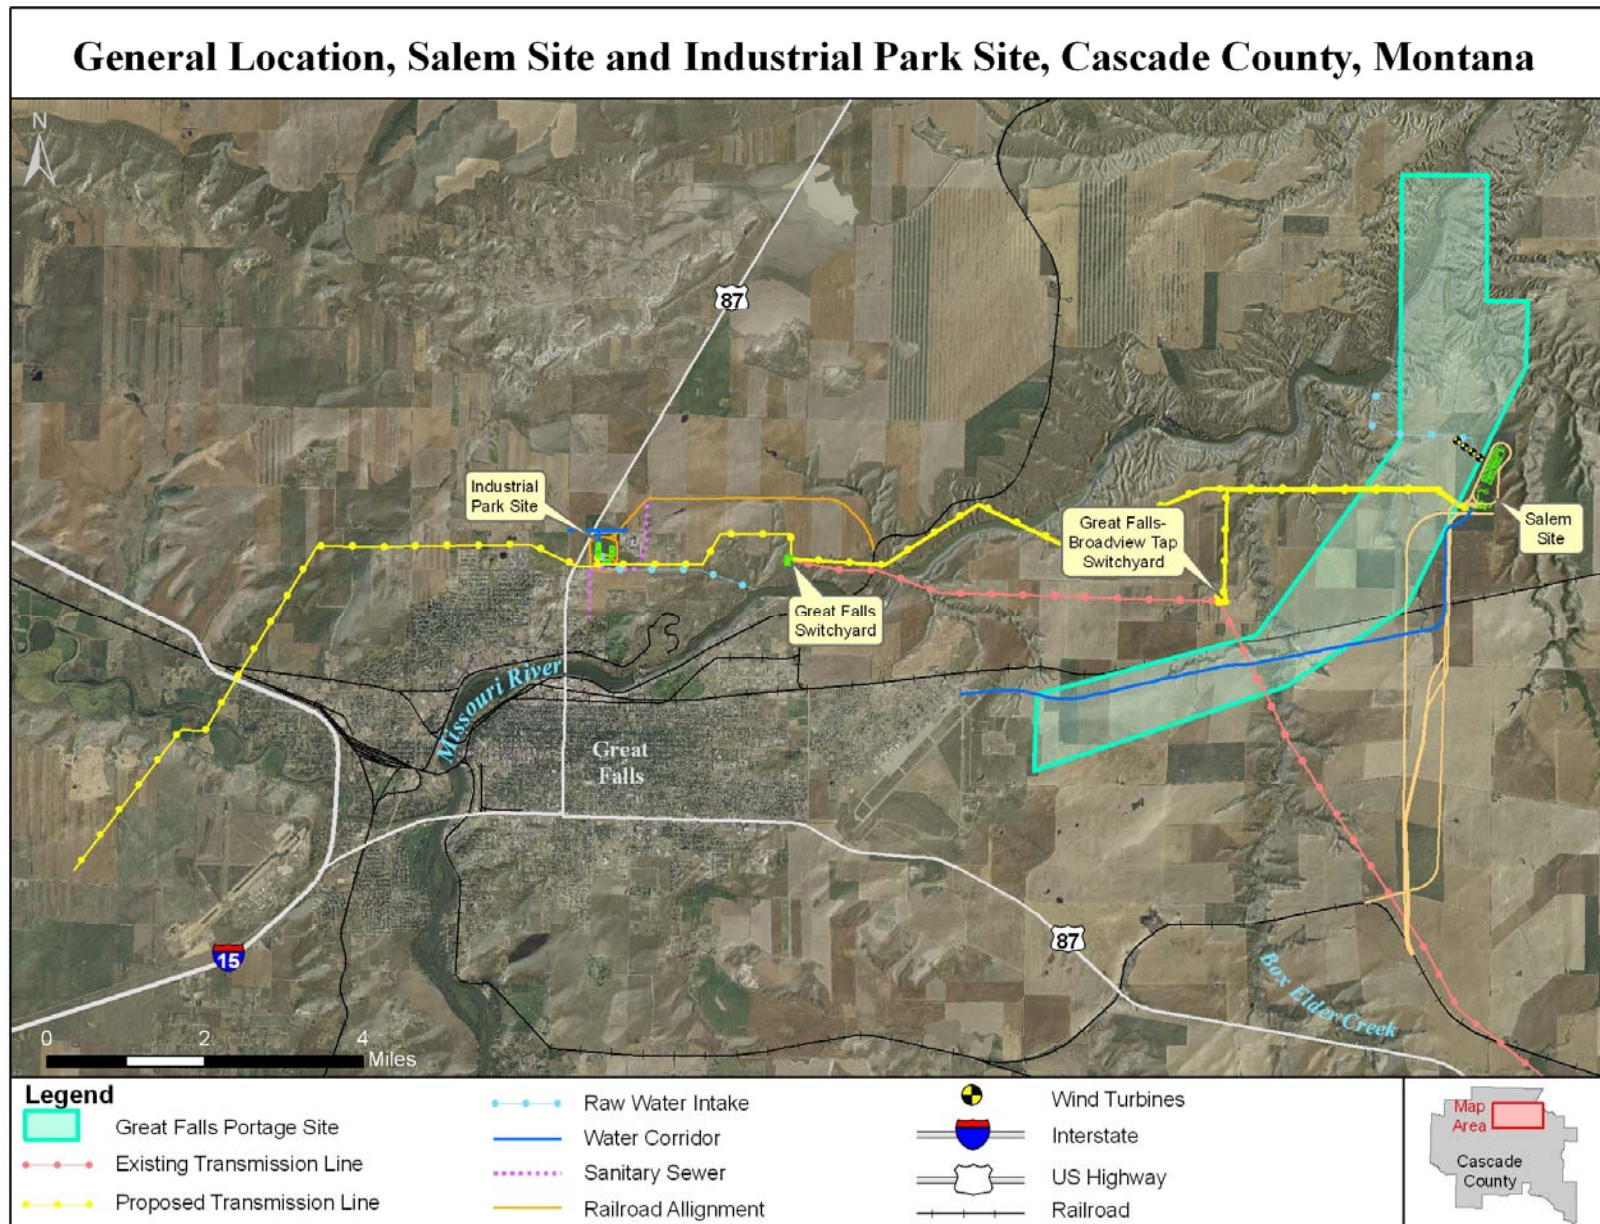 General Location, Salem Site and Industrial Park Site, Cascade County, Montana
N
87
Industrial
Park Site
Great Falls-
Broadview Tap
Switchyard
Salem
Site
Great Falls
Switchyard
Missouri River
Great
Falls
87
15
Box Elder Creek
0 2 4
Miles
Legend
Great Falls Portage Site
Existing Transmission Line
Proposed Transmission Line
Raw Water Intake
Water Corridor
Sanitary Sewer
Railroad Allignment
Wind Turbines
Interstate
US Highway
Railroad
Map
Area
Cascade
County